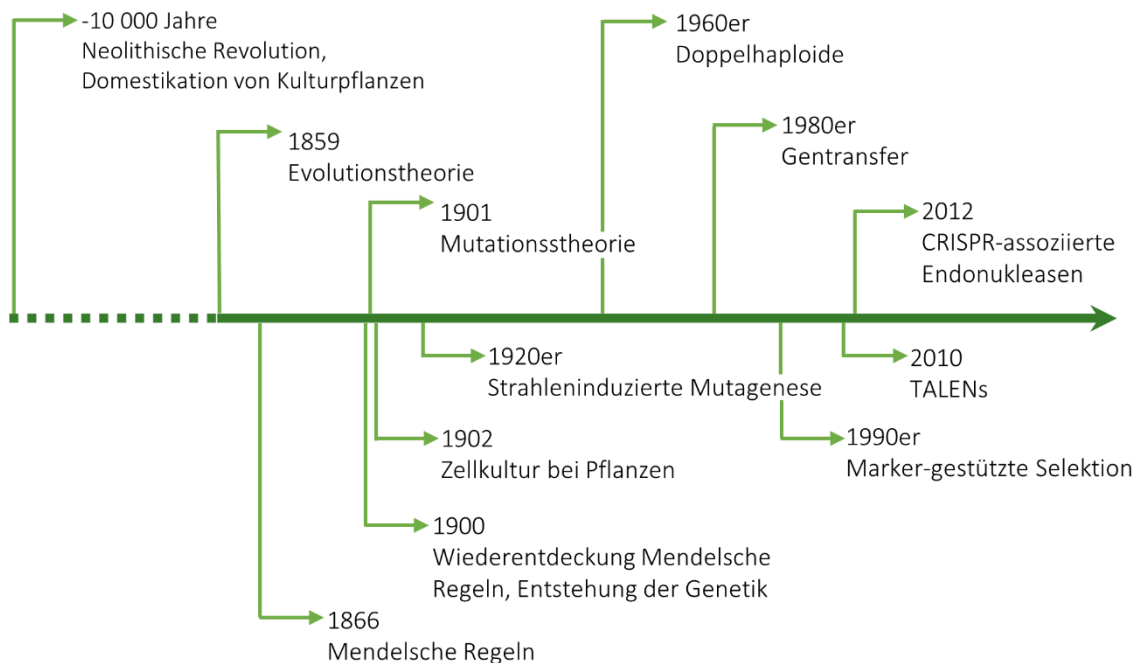 -10 000 Jahre
Neolithische Revolution,
Domestikation von Kulturpflanzen
1859
Evolutionstheorie
1901
Mutationsstheorie
1960er
Doppelhaploide
1980er
Gentransfer
2012
CRISPR-assoziierte
Endonukleasen
1920er
Strahleninduzierte Mutagenese
2010
TALENs
1902
Zellkultur bei Pflanzen
1990er
Marker-gestützte Selektion
1900
Wiederentdeckung Mendelsche
Regeln, Entstehung der Genetik
1866
Mendelsche Regeln